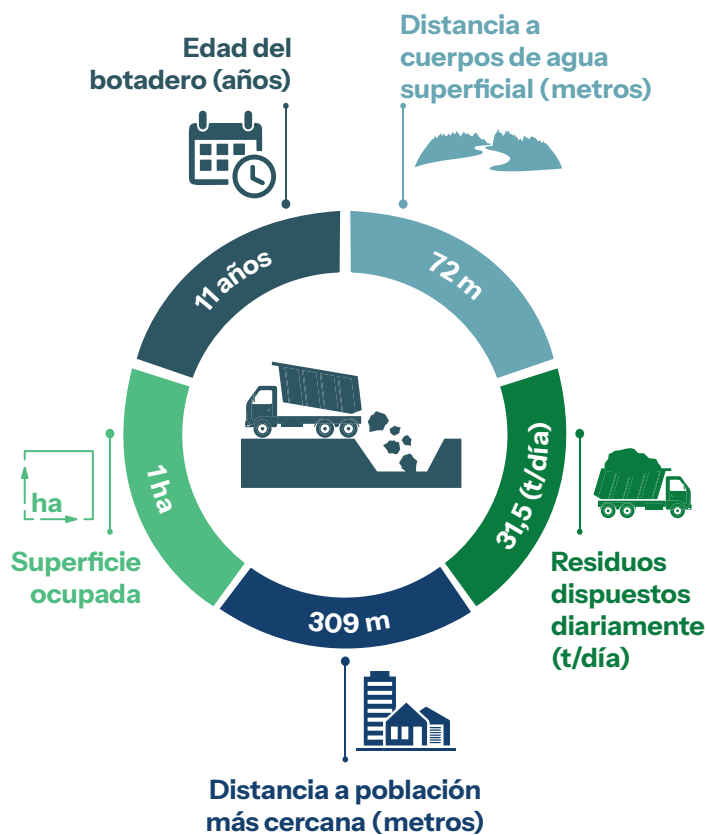 Edad del
botadero (años)
Distancia a
cuerpos de agua
superficial (metros)
11 años
72 m
1 ha
31,5 (t/día)
309 m
ha
Superficie
ocupada
Residuos
dispuestos
diariamente
(t/día)
Distancia a población
más cercana (metros)